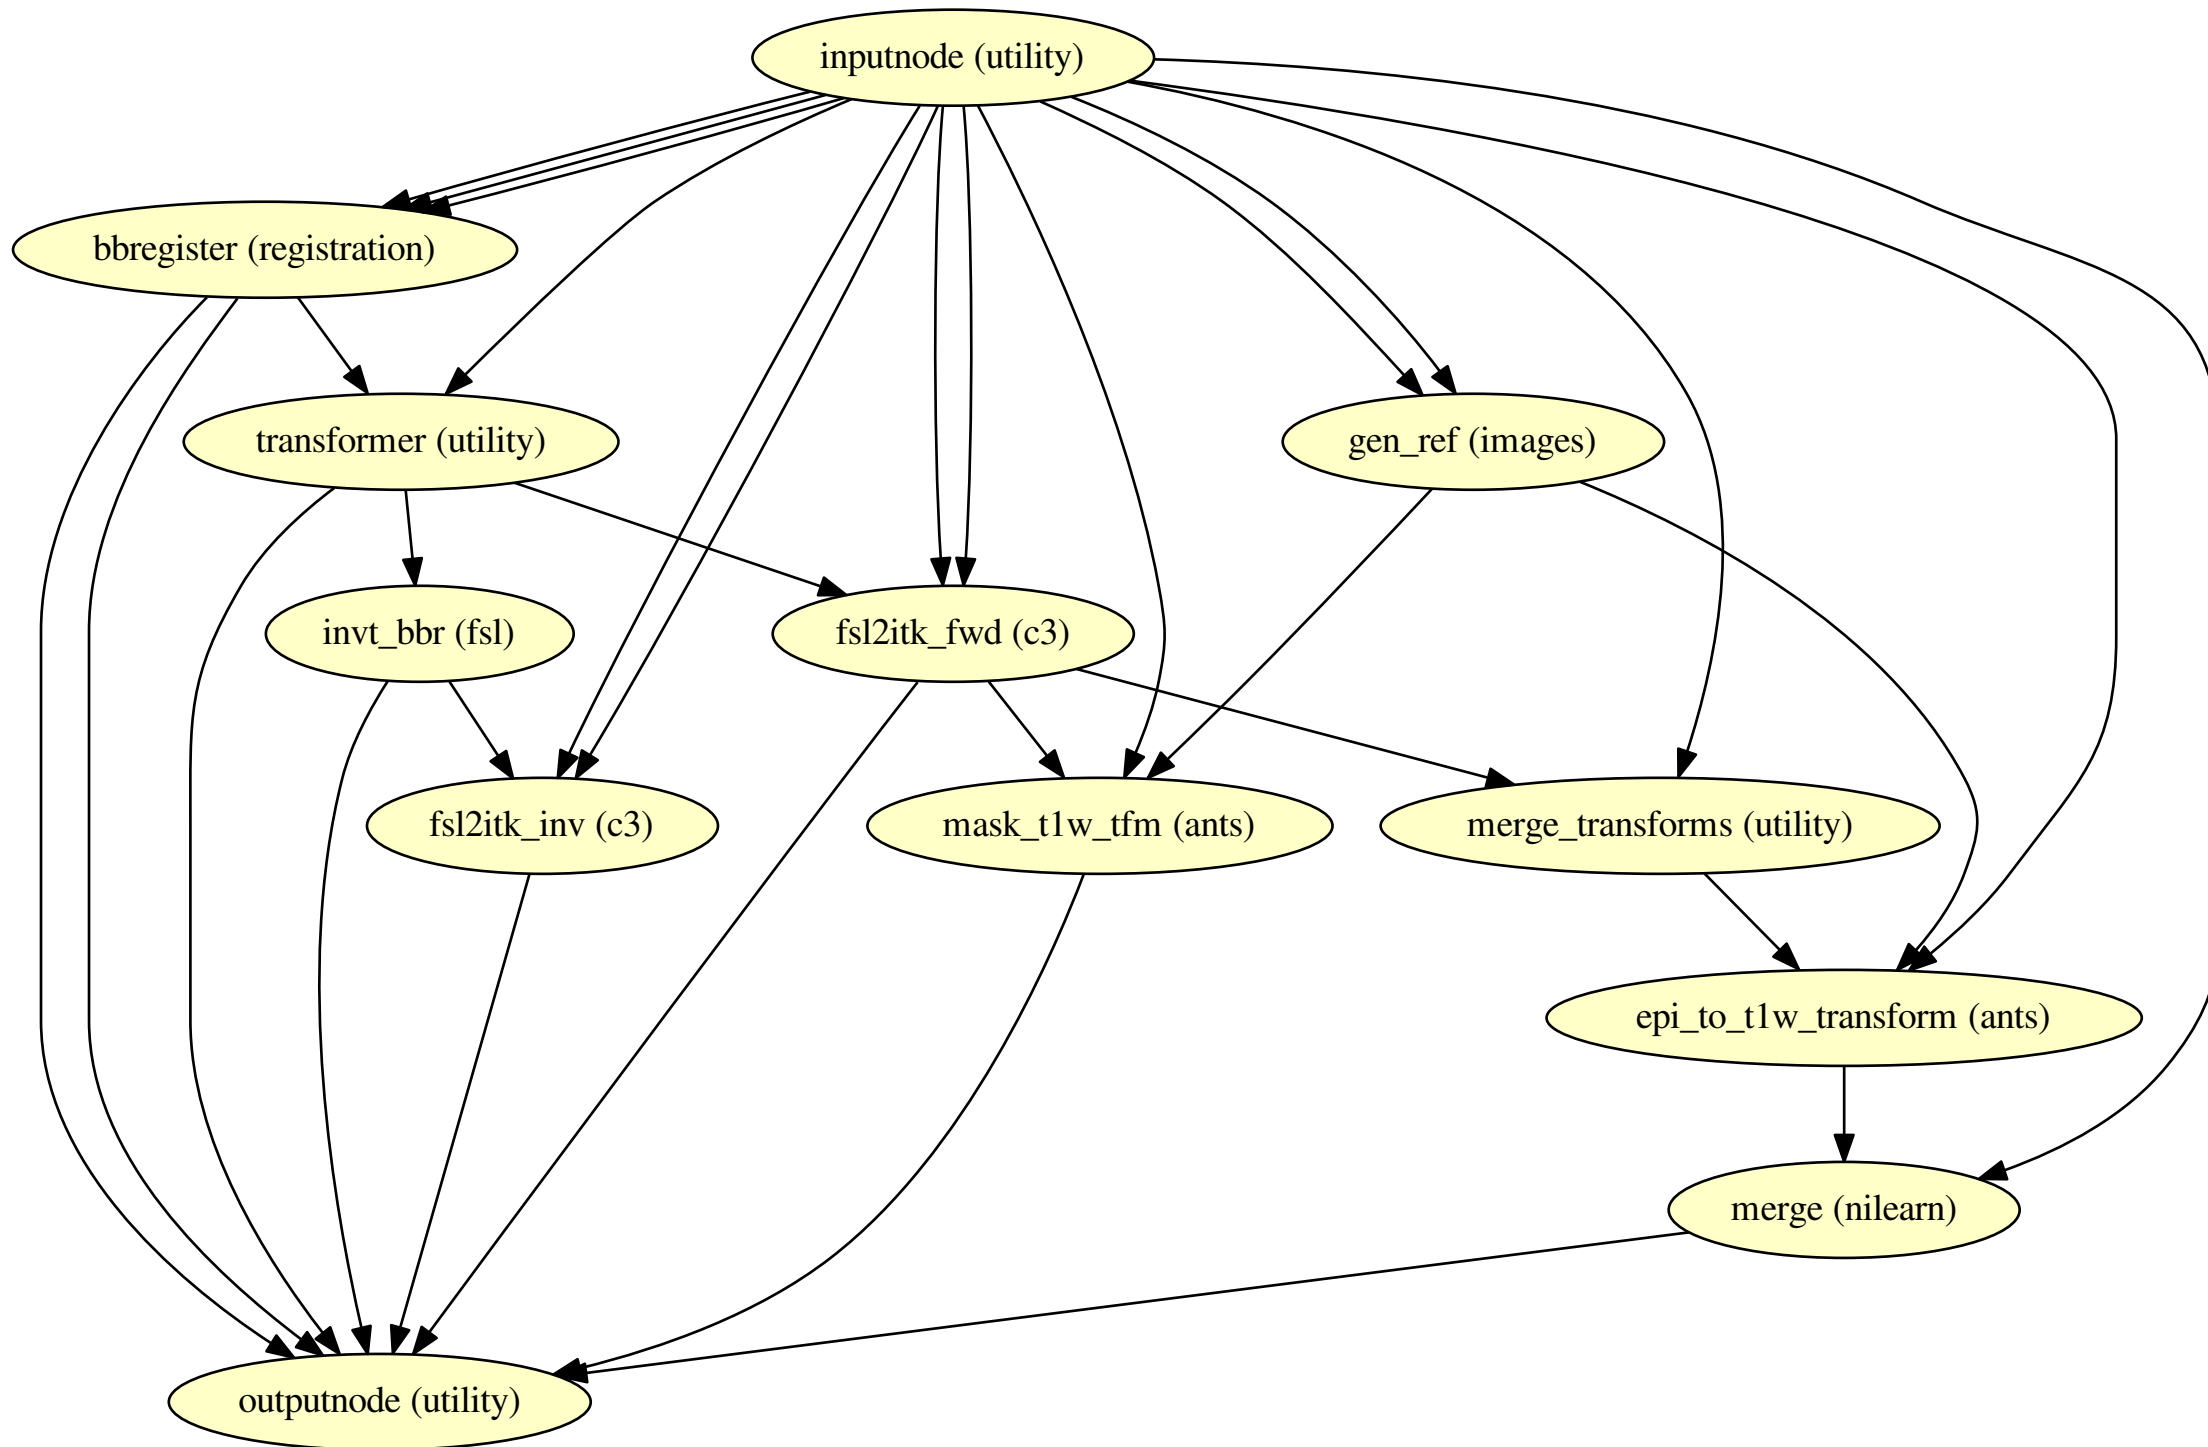 inputnode (utility)
bbregister (registration)
transformer (utility)
gen_ref (images)
invt_bbr (fsl)
fsl2itk_fwd (c3)
fsl2itk_inv (c3)
mask_t1w_tfm (ants)
merge_transforms (utility)
epi_to_t1w_transform (ants)
merge (nilearn)
outputnode (utility)